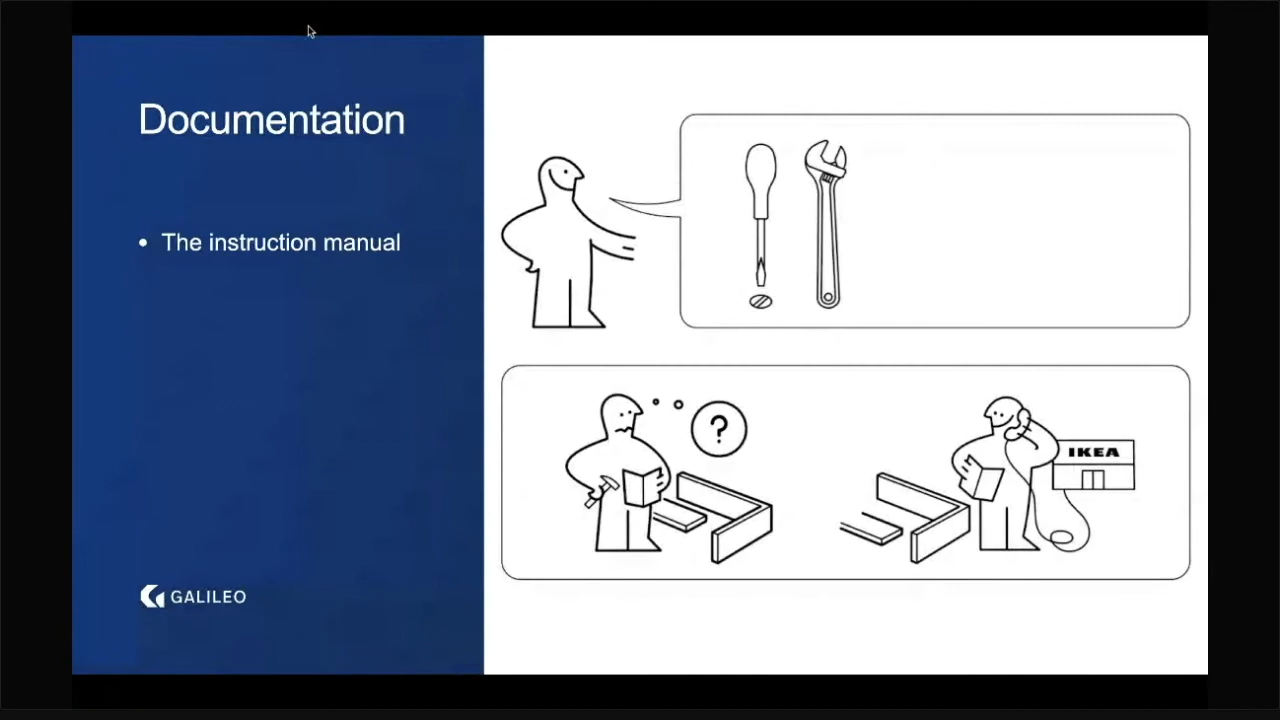 Documentation
• The instruction manual
?
IKEA
GALILEO